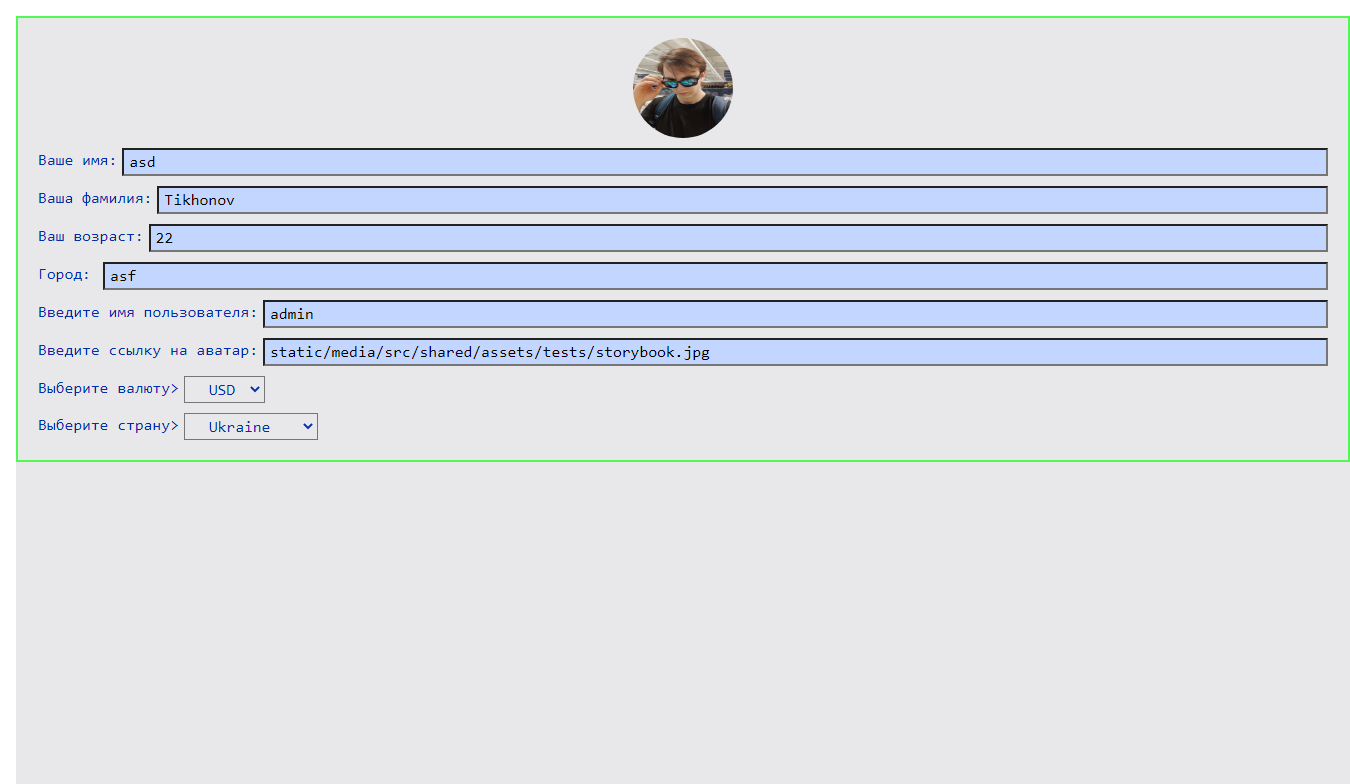 Ваше имя: asd
Ваша фамилия: Tikhonov
Ваш возраст: 22
Город: asf
Введите имя пользователя: admin
Введите ссылку на аватар: static/media/src/shared/assets/tests/storybook.jpg
Выберите валюту> USD
Выберите страну> Ukraine